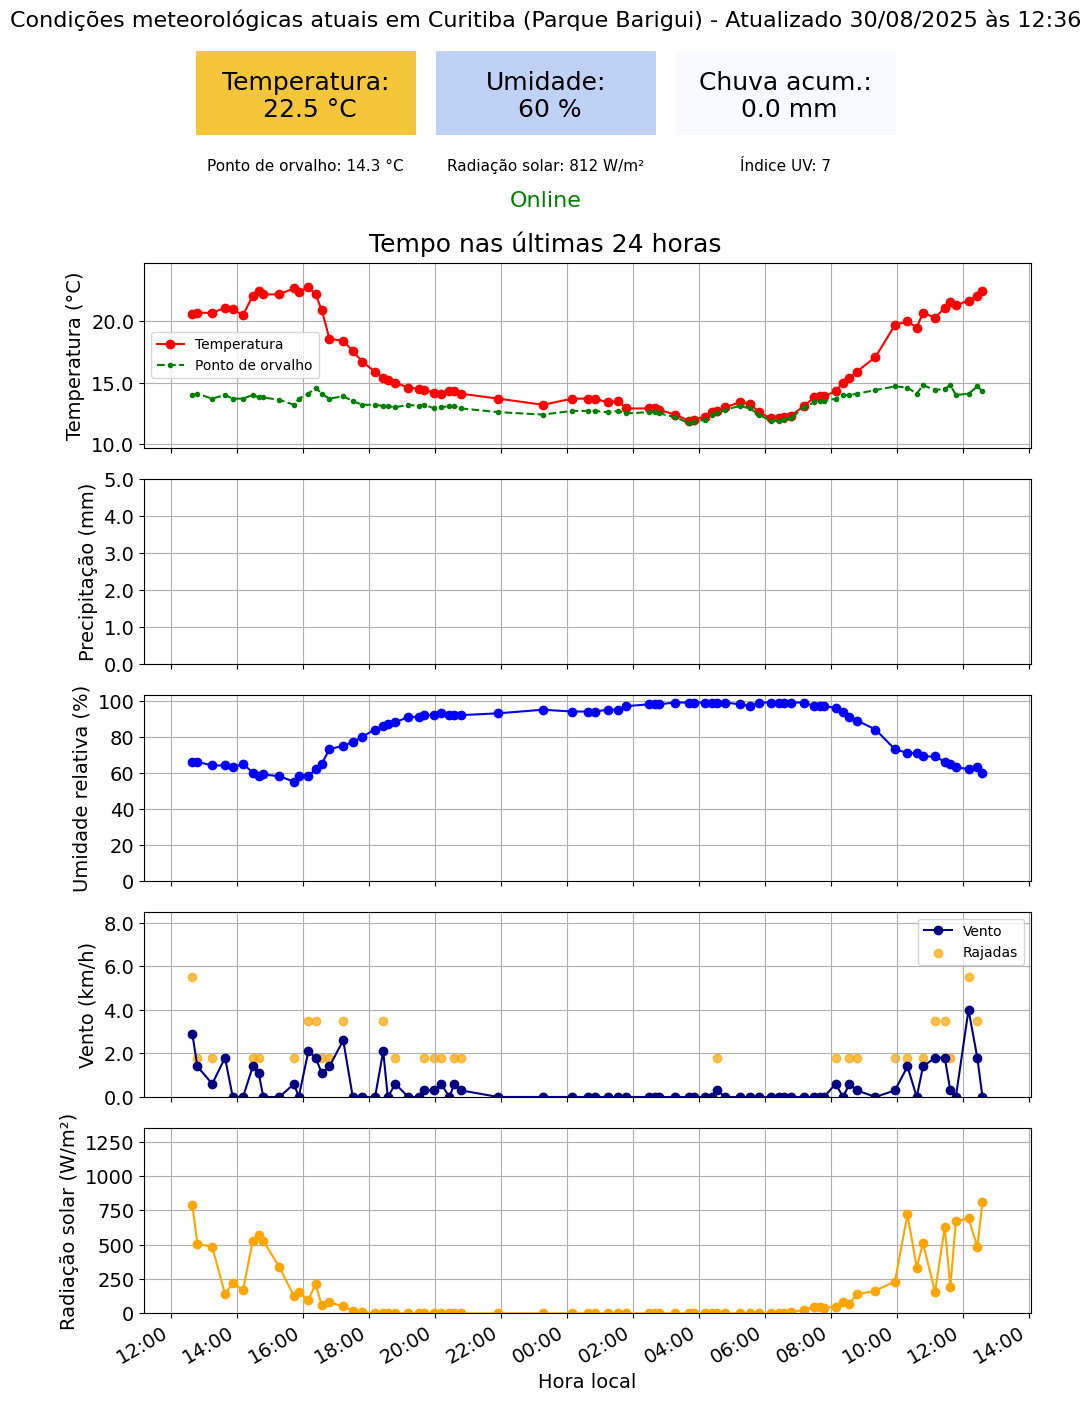 Condições meteorológicas atuais em Curitiba (Parque Barigui) - Atualizado 30/08/2025 às 12:36
Temperatura:
22.5 °C
Umidade:
60 %
Chuva acum.:
0.0 mm
Ponto de orvalho: 14.3 °C
Radiação solar: 812 W/m²
Índice UV: 7
Online
Tempo nas últimas 24 horas
Temperatura (°C)
20.0
15.0
10.0
Temperatura
Ponto de orvalho
Precipitação (mm)
5.0
4.0
3.0
2.0
1.0
0.0
Umidade relativa (%)
100
80
60
40
20
0
Vento (km/h)
8.0
6.0
4.0
2.0
0.0
Vento
Rajadas
Radiação solar (W/m²)
1250
1000
750
500
250
0
12:00
14:00
16:00
18:00
20:00
22:00
00:00
02:00
04:00
06:00
08:00
10:00
12:00
14:00
Hora local